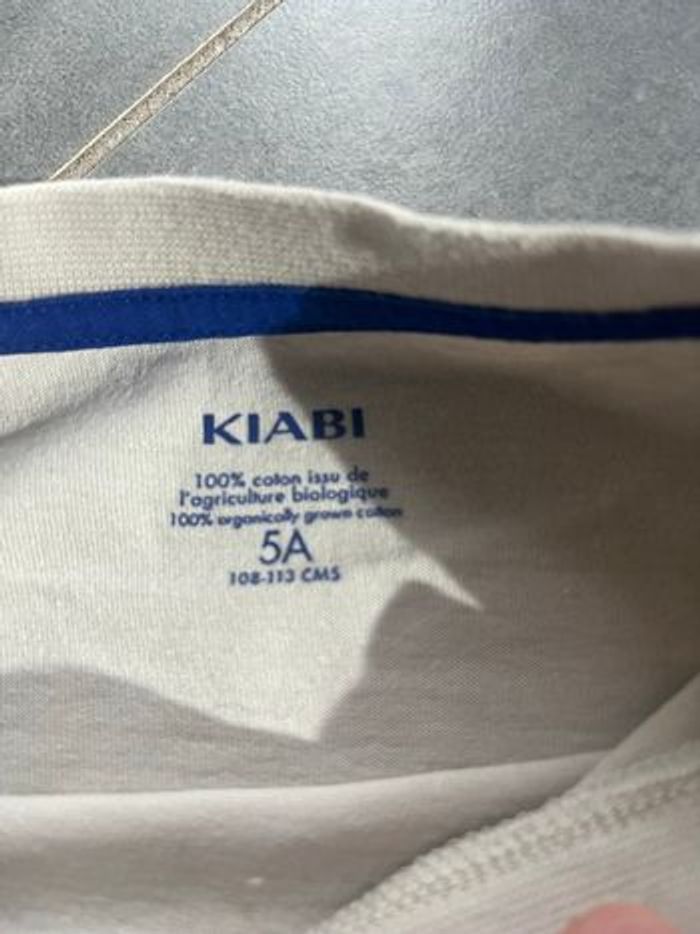 KIABI
100% coton issu de
l'agriculture biologique
100% organically grown cotton
5A
108-113 CMS